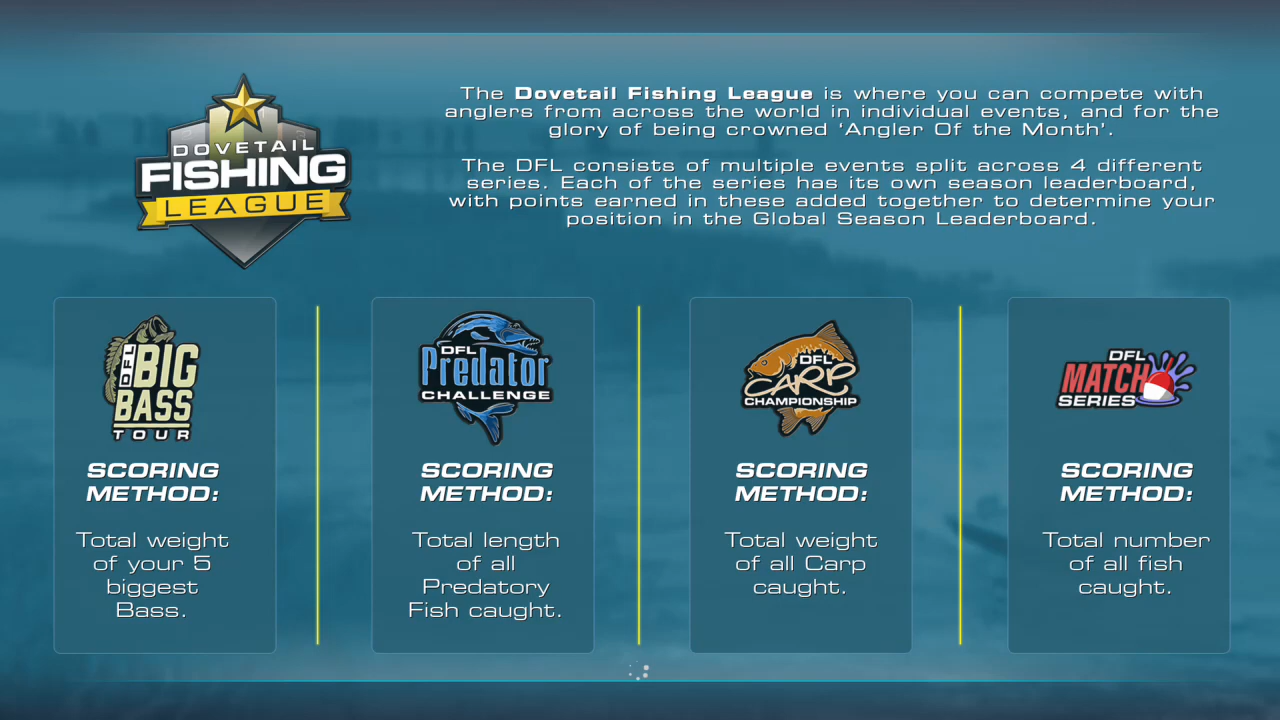 DOVETAIL
FISHING
LEAGUE
The Dovetail Fishing League is where you can compete with
anglers from across the world in individual events, and for the
glory of being crowned ‘Angler Of the Month’.
The DFL consists of multiple eventssplit across 4 different
series. Each of the series has its own season leaderboard,
with points earned in these added together to determine your
position in the Global Season Leaderboard.
DFL
BIG
BASS
TOUR
SCORING
METHOD:
Total weight
of your 5
biggest
Bass.
DFL
Predator
CHALLENGE
SCORING
METHOD:
Total length
of all
Predatory
Fish caught.
DFL
CARP
CHAMPIONSHIP
SCORING
METHOD:
Total weight
of all Carp
caught.
DFL
MATCH
SERIES
SCORING
METHOD:
Total number
of all fish
caught.